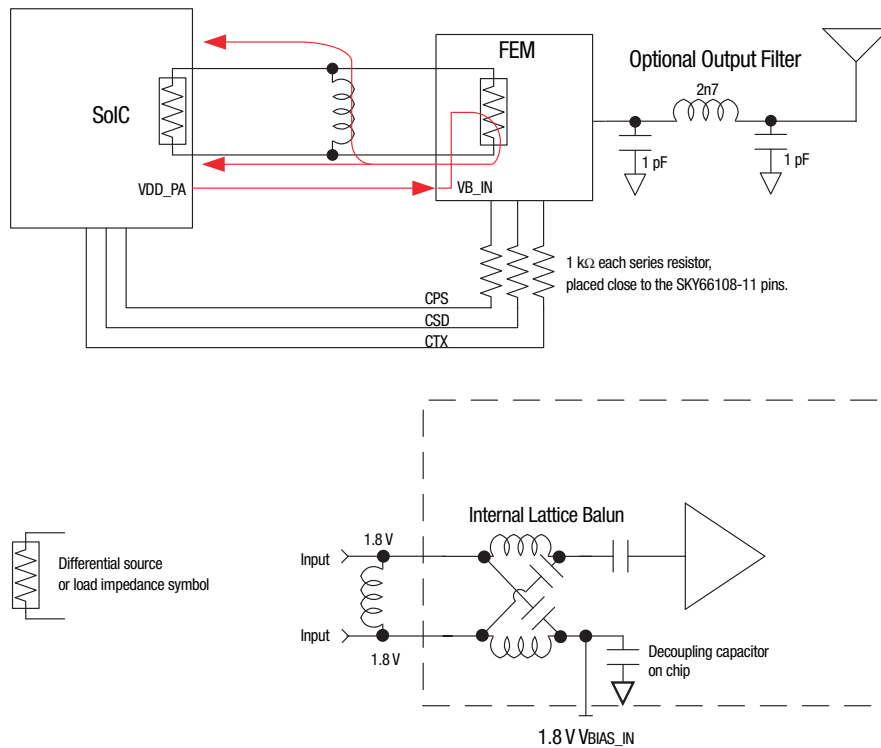 FEM
Optional Output Filter
2n7
SoIC
1 pF
1 pF
VDD_PA
VB_IN
1 kΩ each series resistor,
placed close to the SKY66108-11 pins.
CPS
CSD
CTX
Internal Lattice Balun
1.8 V
Input
Differential source
or load impedance symbol
Input
1.8 V
Decoupling capacitor
on chip
1.8 V VBIAS_IN